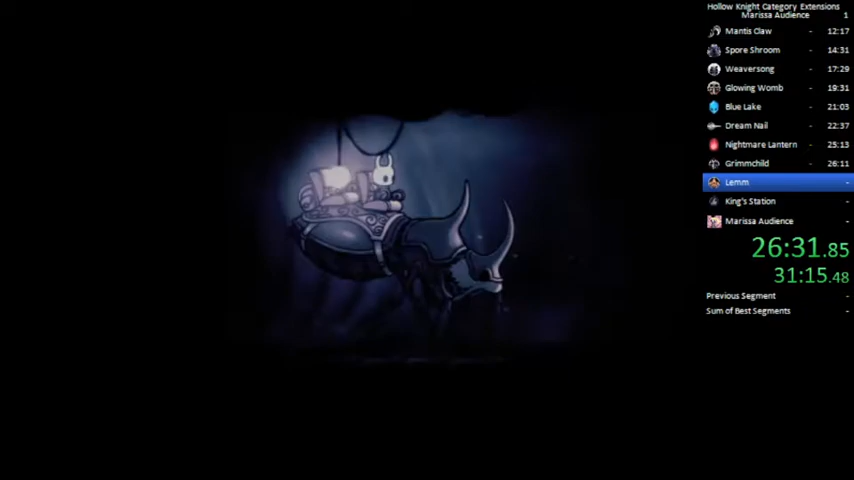 Hollow Knight Category Extensions
Marissa Audience 1
Mantis Claw - 12:17
Spore Shroom - 14:31
Weaversong - 17:29
Glowing Womb - 19:31
Blue Lake - 21:03
Dream Nail - 22:37
Nightmare Lantern - 25:13
Grimmchild - 26:11
Lemm -
King's Station -
Marissa Audience -
26:31.85
31:15.48
Previous Segment -
Sum of Best Segments -